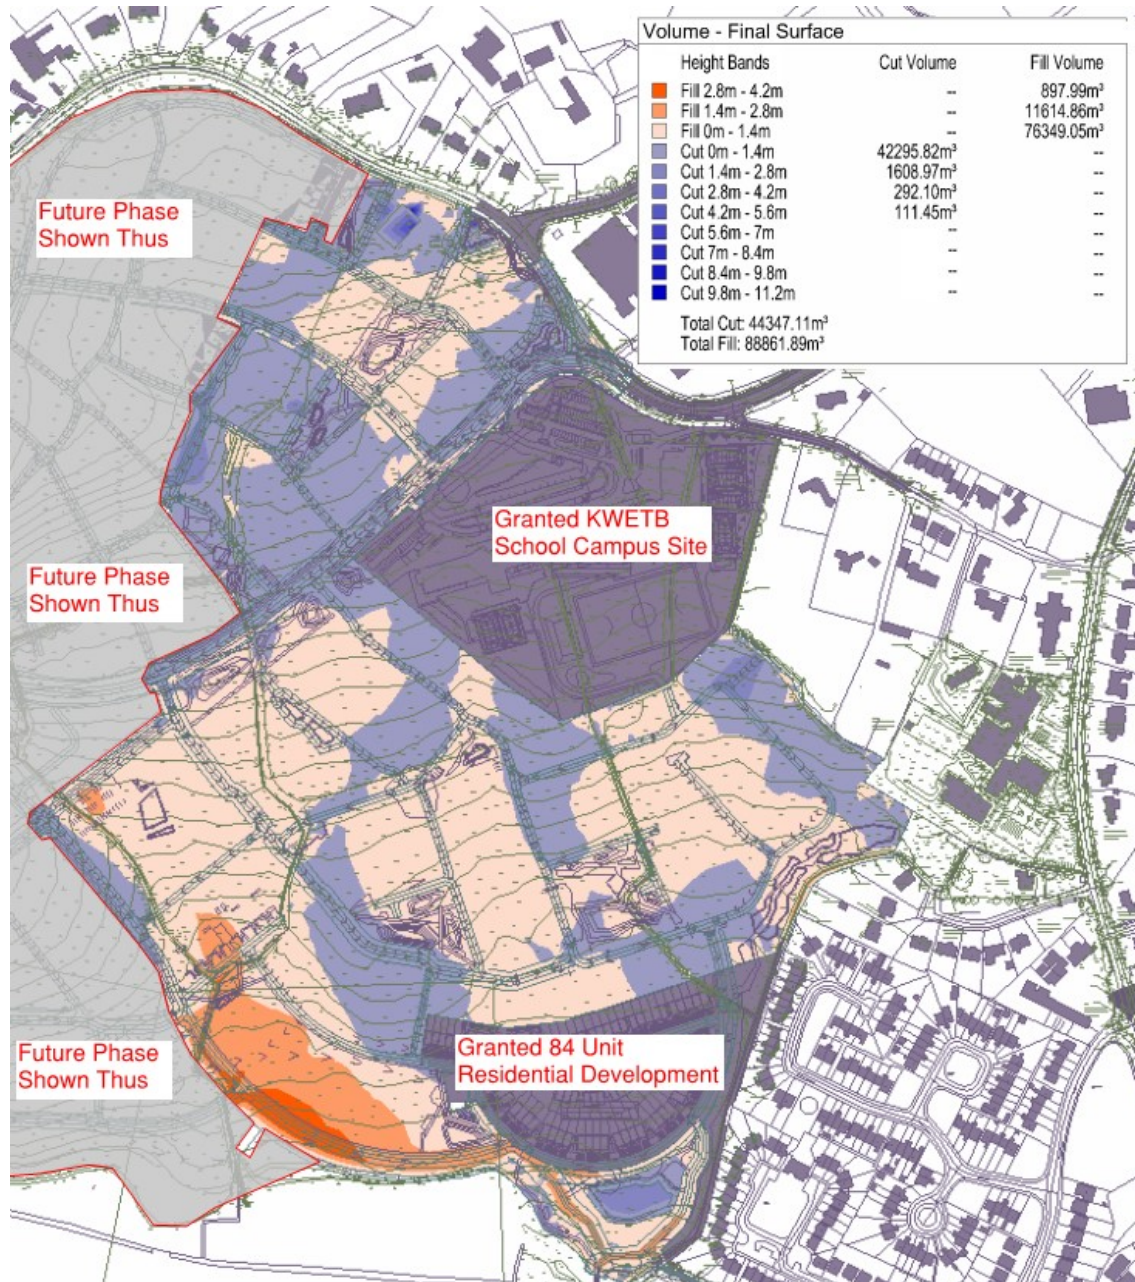 Volume - Final Surface
Height Bands Cut Volume Fill Volume
Fill 2.8m - 4.2m -- 897.99m³
Fill 1.4m - 2.8m -- 11614.86m³
Fill 0m - 1.4m -- 76349.05m³
Cut 0m - 1.4m 42295.82m³ --
Cut 1.4m - 2.8m 1608.97m³ --
Cut 2.8m - 4.2m 292.10m³ --
Cut 4.2m - 5.6m 111.45m³ --
Cut 5.6m - 7m -- --
Cut 7m - 8.4m -- --
Cut 8.4m - 9.8m -- --
Cut 9.8m - 11.2m -- --
Total Cut: 44347.11m³
Total Fill: 88861.89m³
Future Phase
Shown Thus
Granted KWETB
School Campus Site
Future Phase
Shown Thus
Future Phase
Shown Thus
Granted 84 Unit
Residential Development